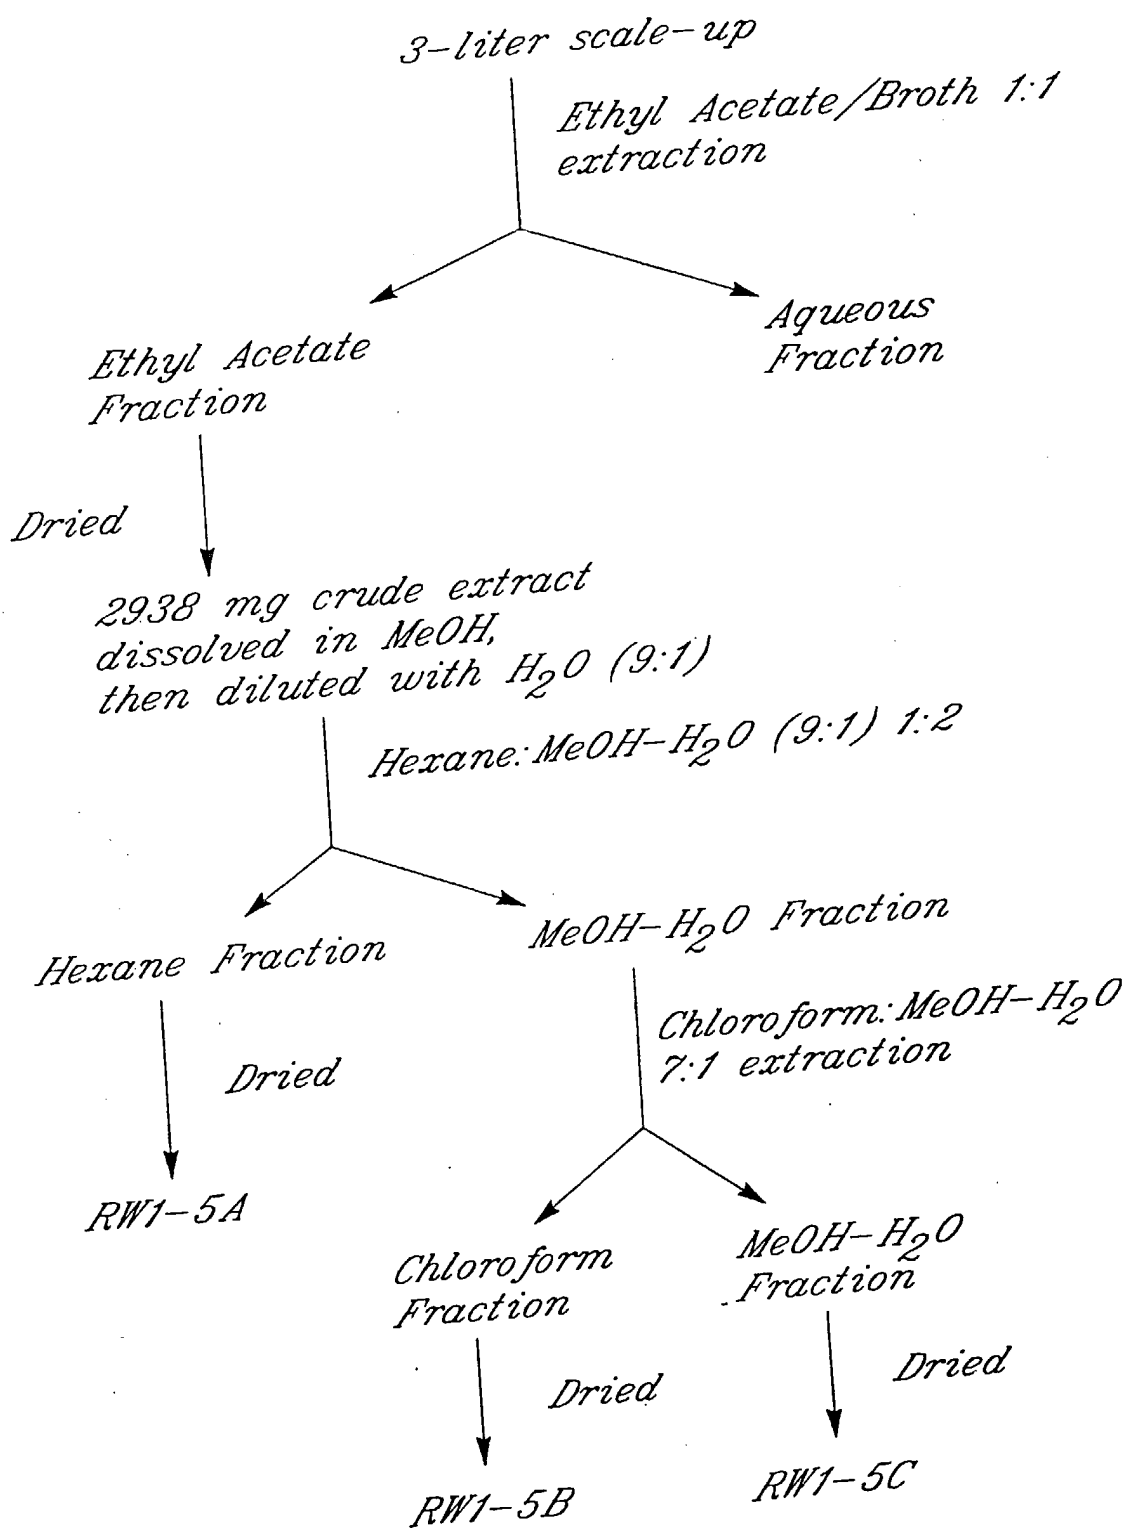 3-liter scale-up
Ethyl Acetate/Broth 1:1
extraction
Ethyl Acetate
Fraction
Aqueous
Fraction
Dried
2938 mg crude extract
dissolved in MeOH,
then diluted with H₂O (9:1)
Hexane:MeOH-H₂O (9:1) 1:2
Hexane Fraction
MeOH-H₂O Fraction
Dried
Chloroform:MeOH-H₂O
7:1 extraction
RW1-5A
Chloroform
Fraction
MeOH-H₂O
Fraction
Dried
Dried
RW1-5B
RW1-5C